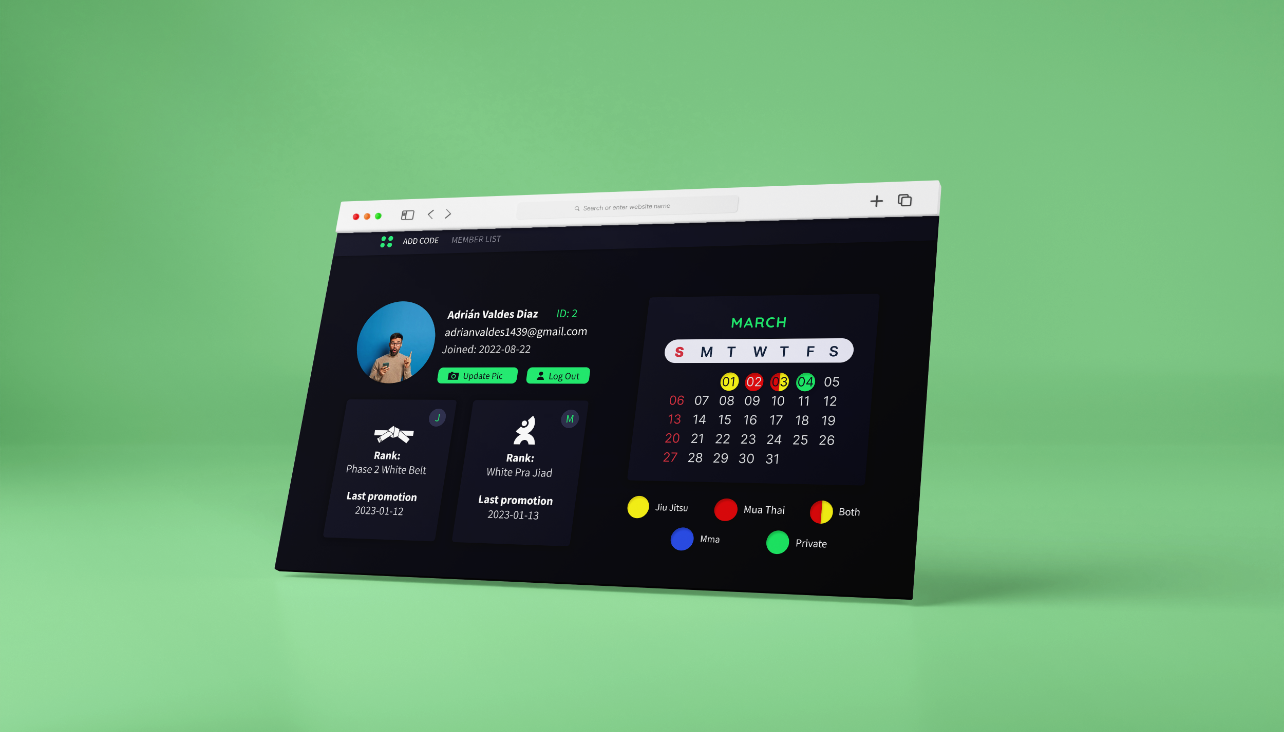 Search or enter website name
ADD CODE MEMBER LIST
Adrián Valdes Diaz ID: 2
adrianvaldes1439@gmail.com
Joined: 2022-08-22
Update Pic Log Out
J
Rank:
Phase 2 White Belt
Last promotion
2023-01-12
M
Rank:
White Pra Jiad
Last promotion
2023-01-13
MARCH
S M T W T F S
01 02 03 04 05
06 07 08 09 10 11 12
13 14 15 16 17 18 19
20 21 22 23 24 25 26
27 28 29 30 31
Jiu Jitsu Mua Thai Both
Mma Private